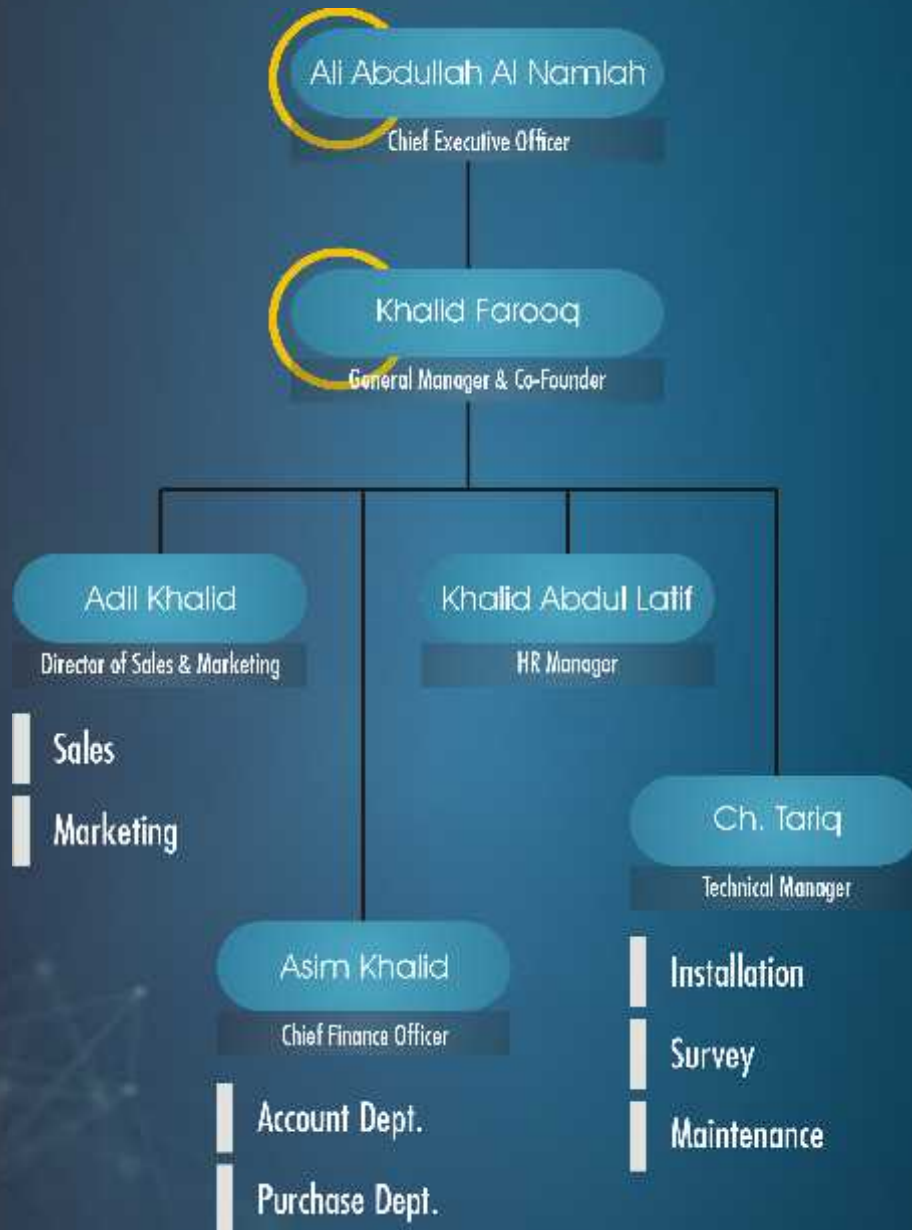 Ali Abdullah Al Namlah
Chief Executive Officer
Khalid Farooq
General Manager & Co-Founder
Adil Khalid
Director of Sales & Marketing
Sales
Marketing
Khalid Abdul Latif
HR Manager
Ch. Tariq
Technical Manager
Installation
Survey
Maintenance
Asim Khalid
Chief Finance Officer
Account Dept.
Purchase Dept.